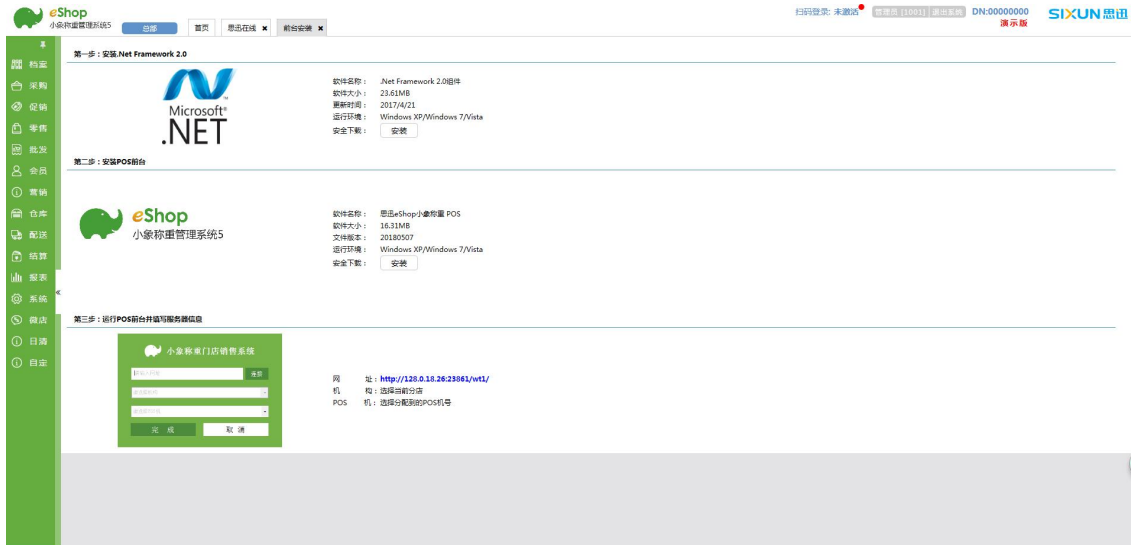 eShop
小象称重管理系统5
总部
首页
思迅在线 ×
前台安装 ×
扫码登录: 未激活
管理员 [1001] 退出系统
DN:00000000
演示版
SIXUN思迅
档案
采购
促销
零售
批发
会员
营销
仓库
配送
结算
报表
系统
微店
日清
自定
«
第一步：安装.Net Framework 2.0
Microsoft®
.NET
软件名称： .Net Framework 2.0组件
软件大小： 23.61MB
更新时间： 2017/4/21
运行环境： Windows XP/Windows 7/Vista
安全下载： 安装
第二步：安装POS前台
eShop
小象称重管理系统5
软件名称： 思迅eShop小象称重 POS
软件大小： 16.31MB
文件版本： 20180507
运行环境： Windows XP/Windows 7/Vista
安全下载： 安装
第三步：运行POS前台并填写服务器信息
小象称重门店销售系统
连接
完 成 取 消
网 址：http://128.0.18.26:23861/wt1/
机 构：选择当前分店
POS 机：选择分配到的POS机号